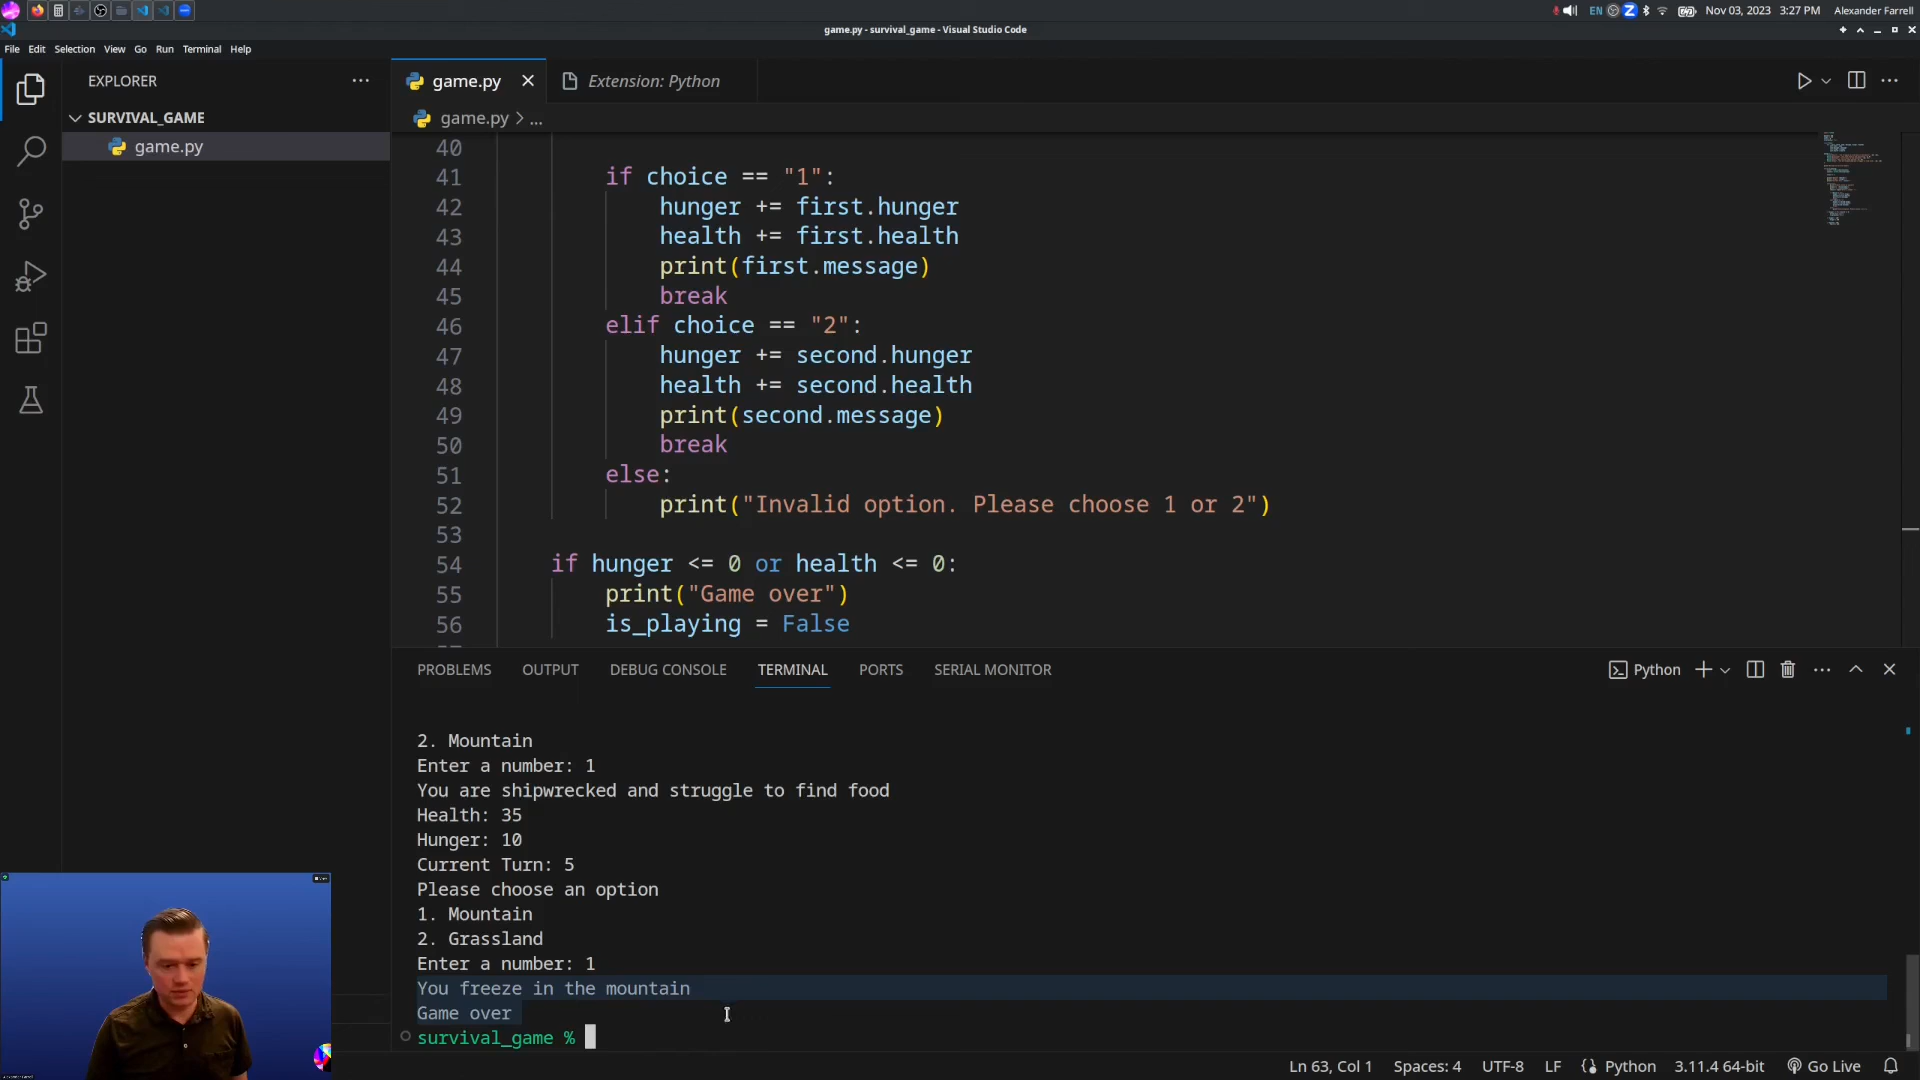 EN
Nov 03, 2023 3:27 PM
Alexander Farrell
game.py - survival_game - Visual Studio Code
File Edit Selection View Go Run Terminal Help
EXPLORER
SURVIVAL_GAME
game.py
game.py
Extension: Python
game.py > ...
40
41 if choice == "1":
42 hunger += first.hunger
43 health += first.health
44 print(first.message)
45 break
46 elif choice == "2":
47 hunger += second.hunger
48 health += second.health
49 print(second.message)
50 break
51 else:
52 print("Invalid option. Please choose 1 or 2")
53
54 if hunger <= 0 or health <= 0:
55 print("Game over")
56 is_playing = False
PROBLEMS OUTPUT DEBUG CONSOLE TERMINAL PORTS SERIAL MONITOR
Python
2. Mountain
Enter a number: 1
You are shipwrecked and struggle to find food
Health: 35
Hunger: 10
Current Turn: 5
Please choose an option
1. Mountain
2. Grassland
Enter a number: 1
You freeze in the mountain
Game over
survival_game %
Ln 63, Col 1 Spaces: 4 UTF-8 LF Python 3.11.4 64-bit Go Live